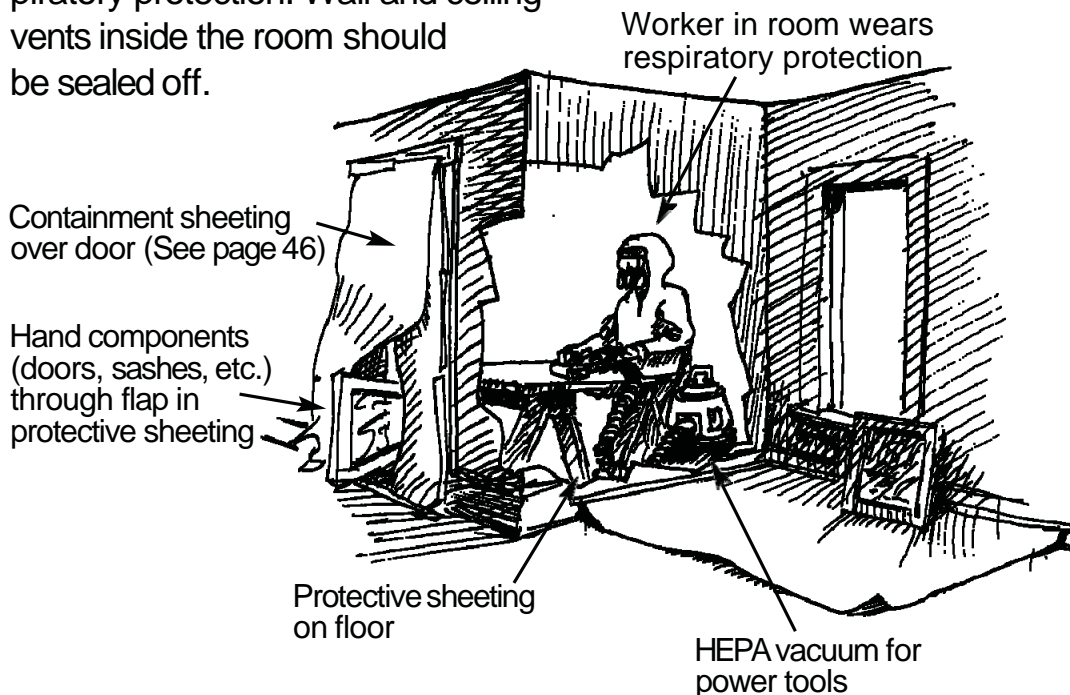 piratory protection. Wall and ceiling
vents inside the room should
be sealed off.
Worker in room wears
respiratory protection
Containment sheeting
over door (See page 46)
Hand components
(doors, sashes, etc.)
through flap in
protective sheeting
Protective sheeting
on floor
HEPA vacuum for
power tools